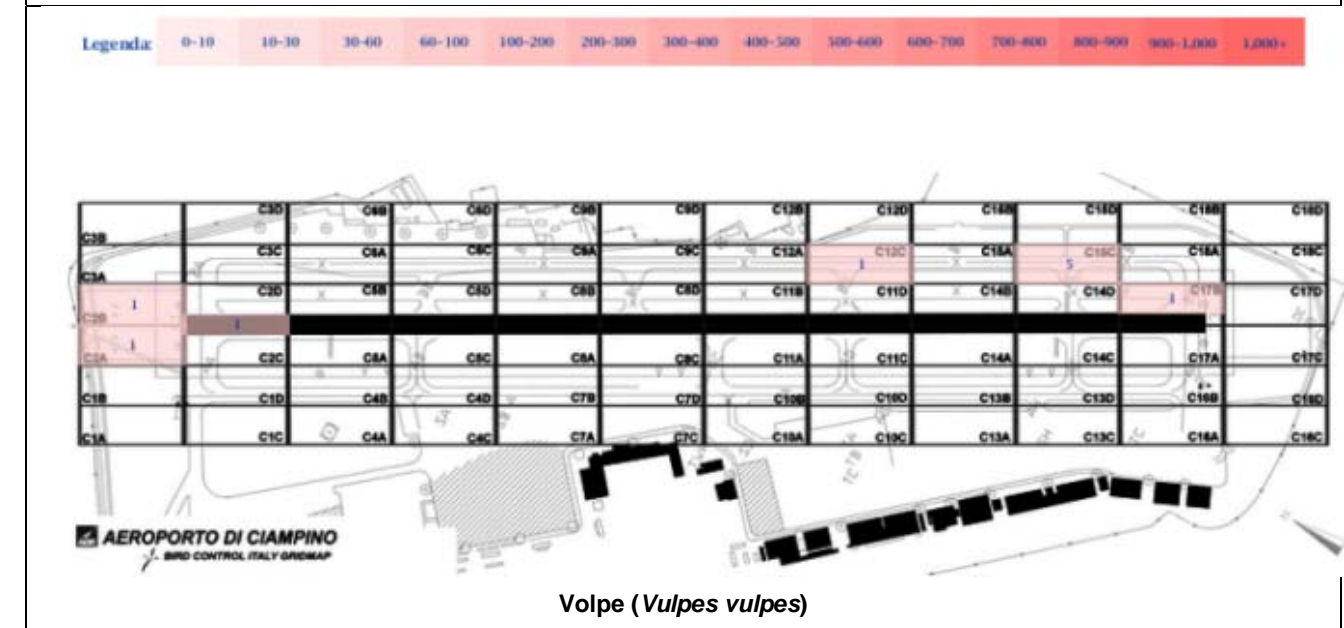 Legenda: 0-10 10-30 30-60 60-100 100-200 200-300 300-400 400-500 500-600 600-700 700-800 800-900 900-1,000 1,000+
C3D C6B C6D C9B C9D C12B C12D C15B C15D C18B C18D
C3B
C3C C6A C6C C9A C9C C12A C12C C15A C15C C18A C18C
C3A
1 5
C2D C5B C5D C8B C8D C11B C11D C14B C14D C17B C17D
1 1
C2B 1
1
C2A C2C C5A C5C C8A C8C C11A C11C C14A C14C C17A C17C
C1B C1D C4B C4D C7B C7D C10B C10D C13B C13D C16B C16D
C1A C1C C4A C4C C7A C7C C10A C10C C13A C13C C16A C16C
AEROPORTO DI CIAMPINO
BIRD CONTROL ITALY GRIDMAP
Volpe (Vulpes vulpes)